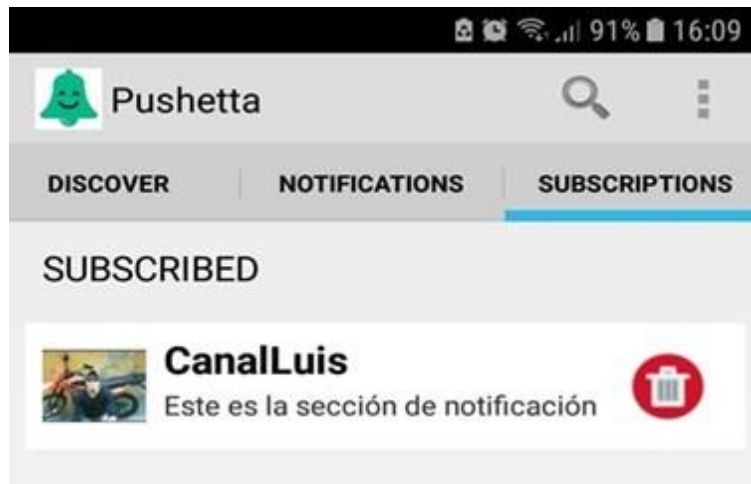 91% 16:09
Pushetta
DISCOVER NOTIFICATIONS SUBSCRIPTIONS
SUBSCRIBED
CanalLuis
Este es la sección de notificación